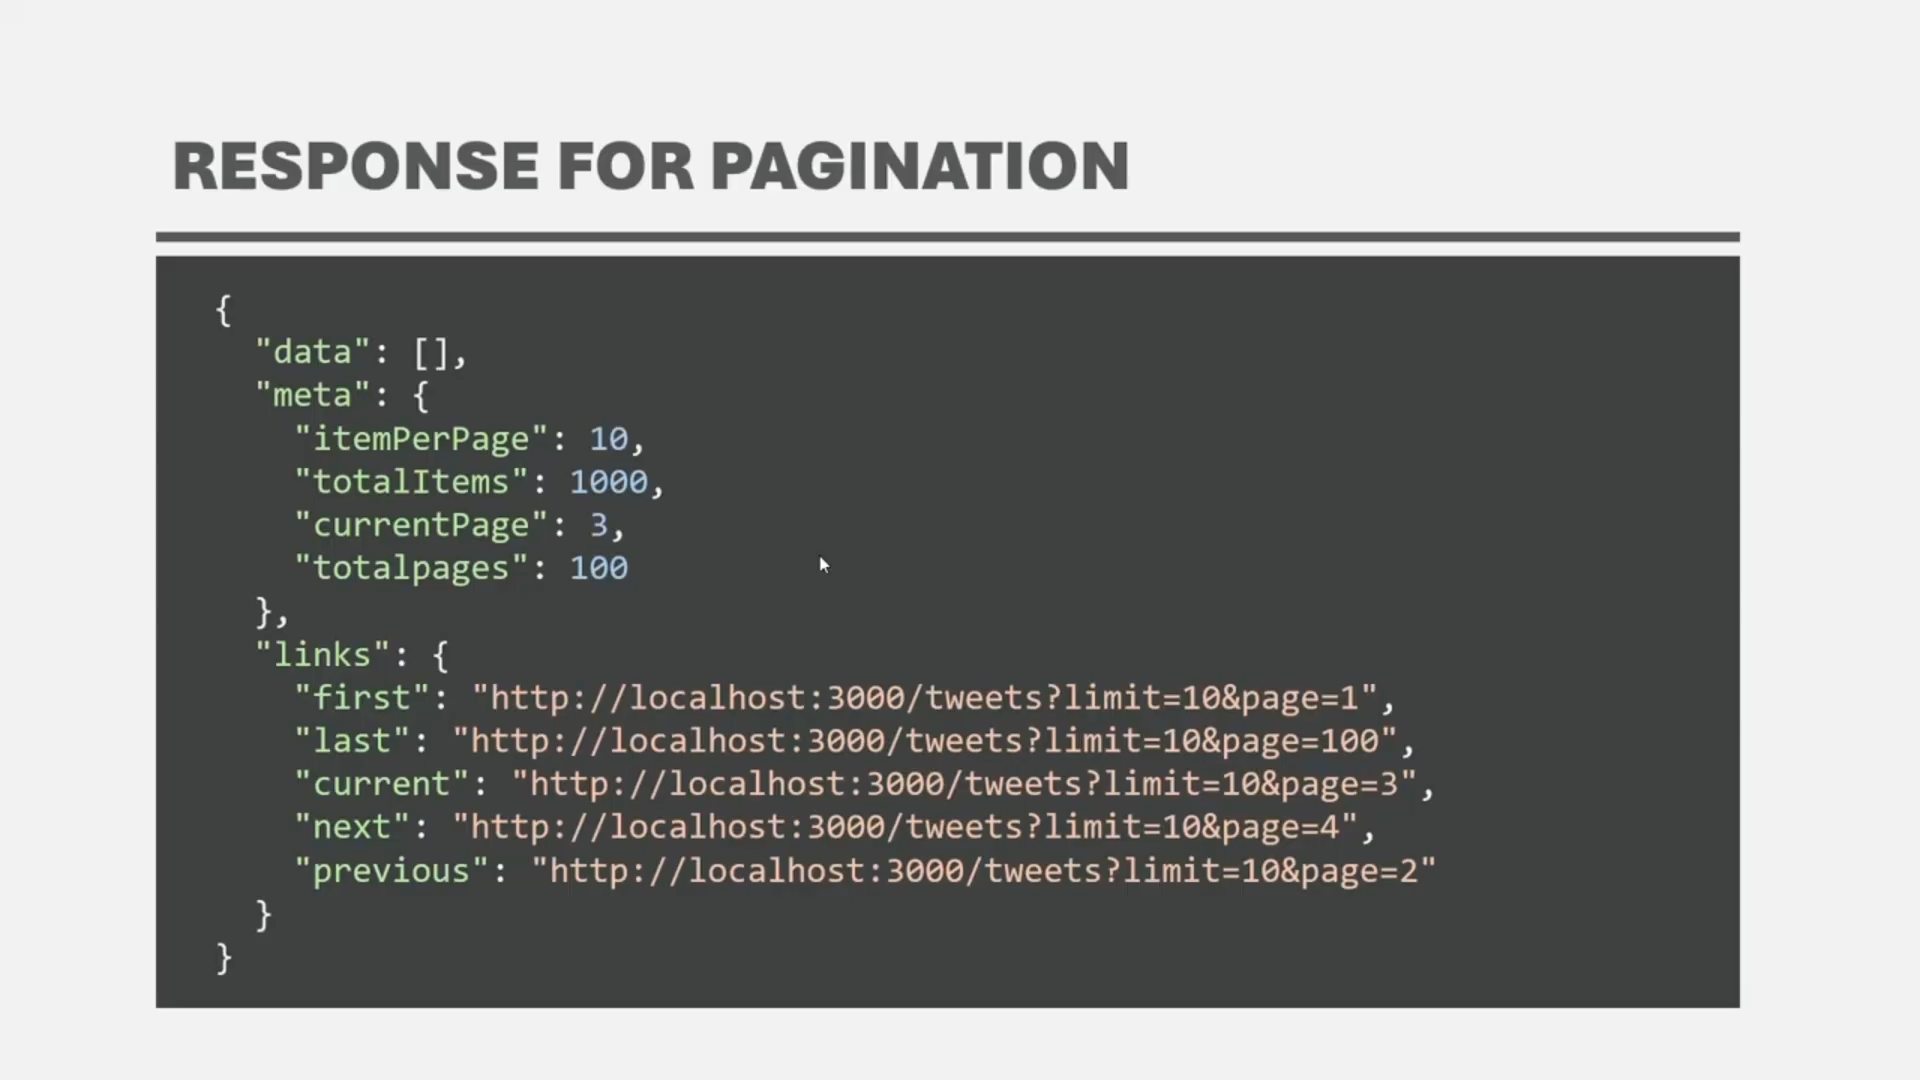 RESPONSE FOR PAGINATION
{
"data": [],
"meta": {
"itemPerPage": 10,
"totalItems": 1000,
"currentPage": 3,
"totalpages": 100
},
"links": {
"first": "http://localhost:3000/tweets?limit=10&page=1",
"last": "http://localhost:3000/tweets?limit=10&page=100",
"current": "http://localhost:3000/tweets?limit=10&page=3",
"next": "http://localhost:3000/tweets?limit=10&page=4",
"previous": "http://localhost:3000/tweets?limit=10&page=2"
}
}